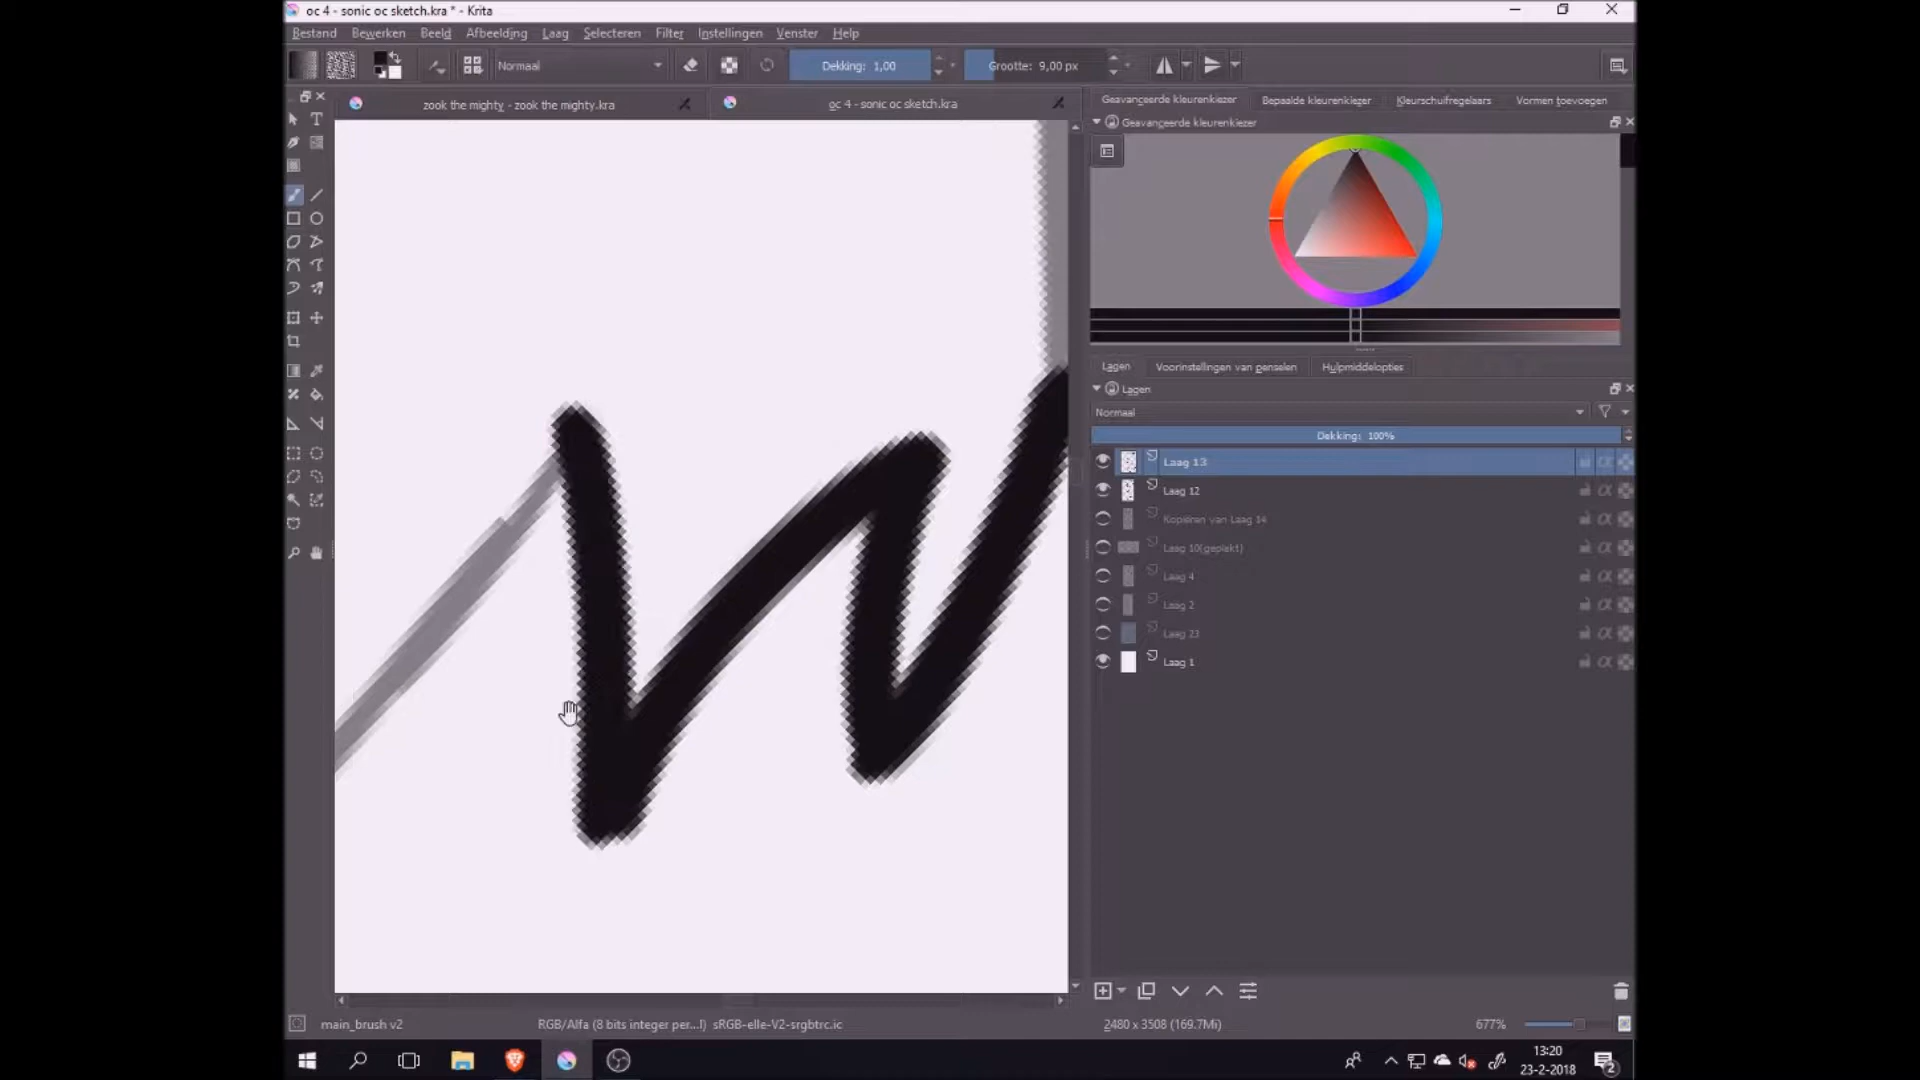 oc 4 - sonic oc sketch.kra * - Krita
Bestand Bewerken Beeld Afbeelding Laag Selecteren Filter Instellingen Venster Help
Normaal Dekking: 1,00 Grootte: 9,00 px
zook the mighty - zook the mighty.kra oc 4 - sonic oc sketch.kra
Geavanceerde kleurenkiezer Bepaalde kleurenkiezer Kleurschuifregelaars Vormen toevoegen
Geavanceerde kleurenkiezer
Lagen Voorinstellingen van penselen Hulpmiddelopties
Lagen
Normaal
Dekking: 100%
Laag 13
Laag 12
Kopiëren van Laag 14
Laag 10(geplakt)
Laag 4
Laag 2
Laag 23
Laag 1
main_brush v2 RGB/Alfa (8 bits integer per...l) sRGB-elle-V2-srgbtrc.ic 2480 x 3508 (169.7Mi) 677%
13:20
23-2-2018
2